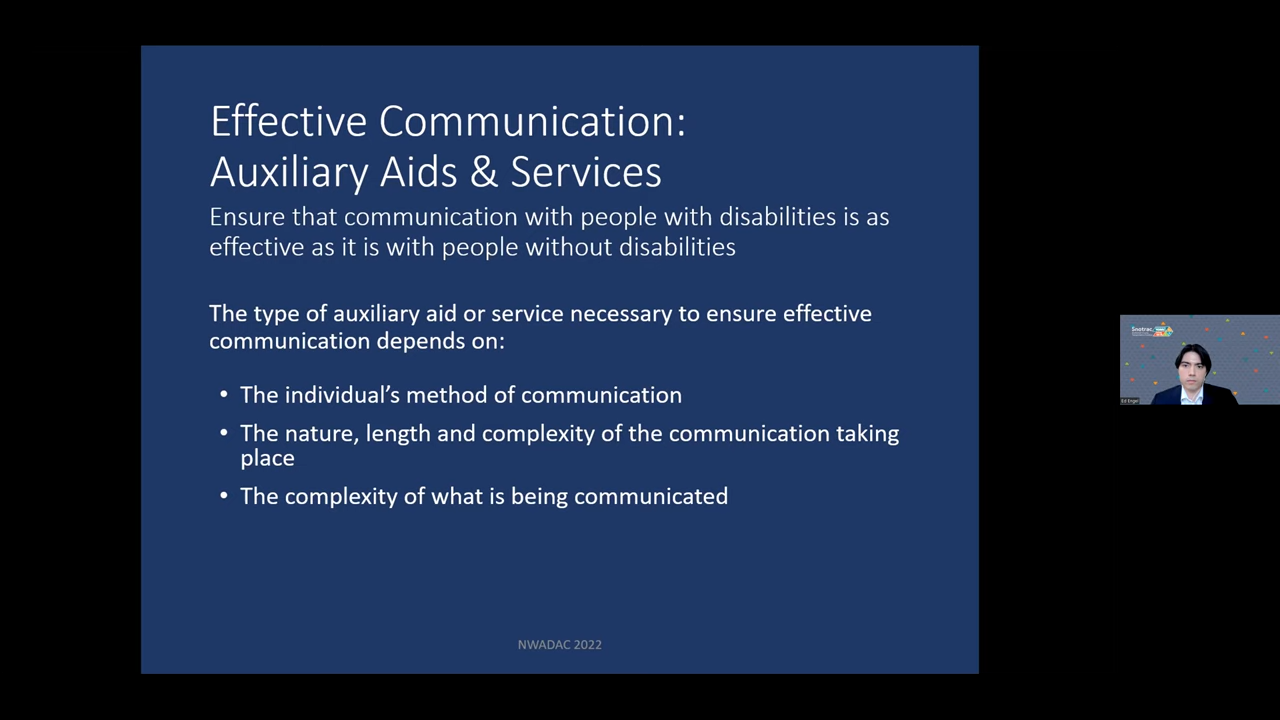 Effective Communication:
Auxiliary Aids & Services
Ensure that communication with people with disabilities is as
effective as it is with people without disabilities
The type of auxiliary aid or service necessary to ensure effective
communication depends on:
• The individual’s method of communication
• The nature, length and complexity of the communication taking
place
• The complexity of what is being communicated
NWADAC 2022
Snotrac
Ed Engel